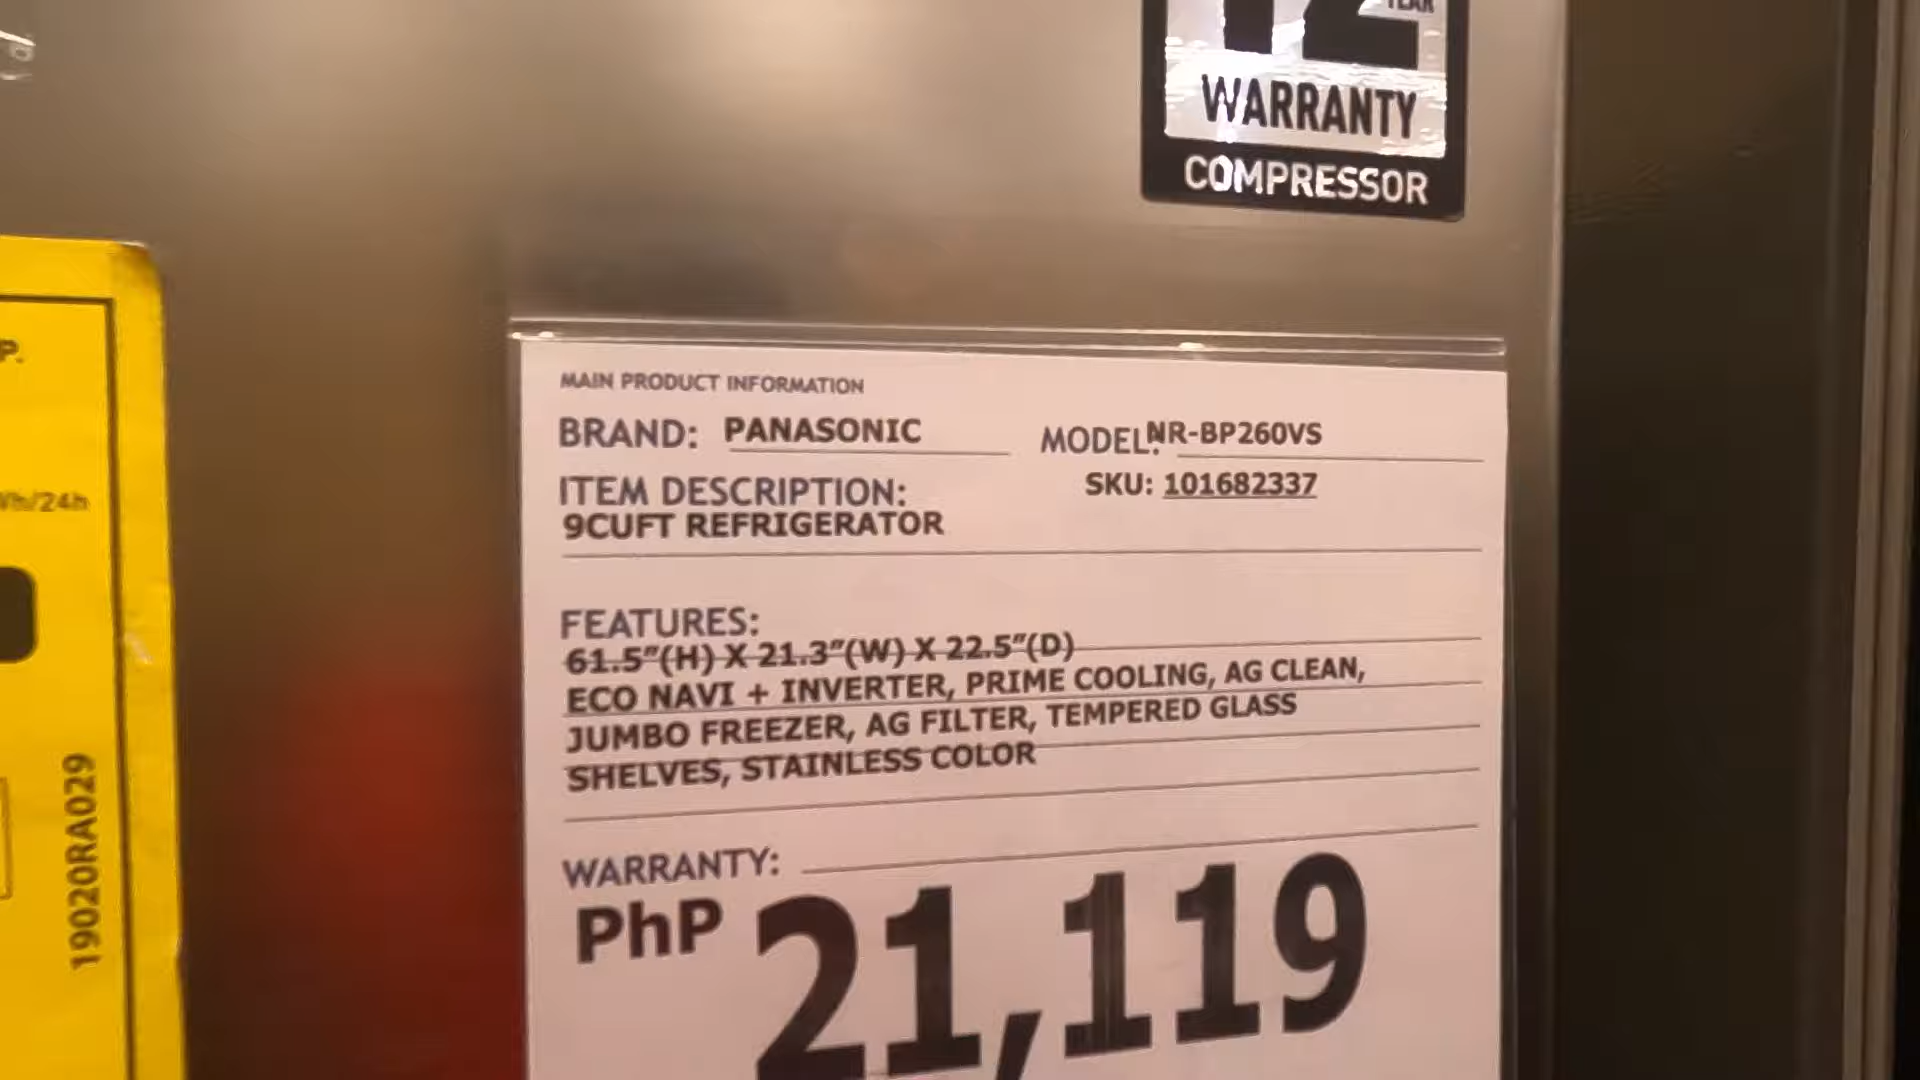 12 YEAR
WARRANTY
COMPRESSOR
P.
Wh/24h
19020RA029
MAIN PRODUCT INFORMATION
BRAND: PANASONIC
MODEL: NR-BP260VS
ITEM DESCRIPTION:
SKU: 101682337
9CUFT REFRIGERATOR
FEATURES:
61.5"(H) X 21.3"(W) X 22.5"(D)
ECO NAVI + INVERTER, PRIME COOLING, AG CLEAN,
JUMBO FREEZER, AG FILTER, TEMPERED GLASS
SHELVES, STAINLESS COLOR
WARRANTY:
PhP 21,119